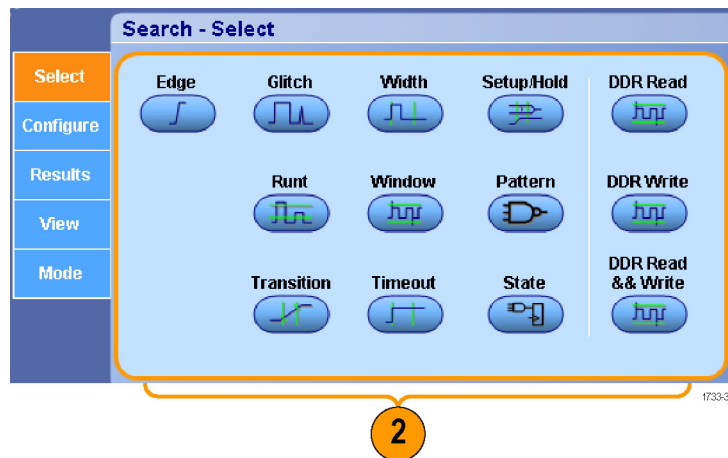 Search - Select
Select
Configure
Results
View
Mode
Edge Glitch Width Setup/Hold DDR Read
Runt Window Pattern DDR Write
Transition Timeout State DDR Read
&& Write
2